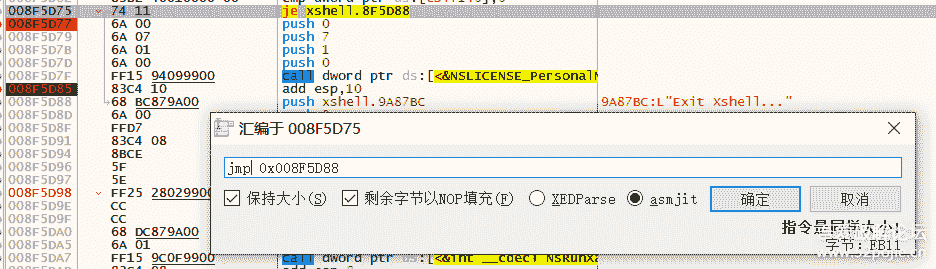 008F5D75 74 11 je xshell.8F5D88
008F5D77 6A 00 push 0
008F5D79 6A 07 push 7
008F5D7B 6A 01 push 1
008F5D7D 6A 00 push 0
008F5D7F FF15 94099900 call dword ptr ds:[<&NSLICENSE_Personal
008F5D85 83C4 10 add esp,10
008F5D88 68 BC879A00 push xshell.9A87BC 9A87BC:L"Exit Xshell..."
008F5D8D 6A 00
008F5D8F FFD7
008F5D91 83C4 08
008F5D94 8BCE
008F5D96 5F
008F5D97 5E
008F5D98 FF25 28029900
008F5D9E CC
008F5D9F CC
008F5DA0 68 DC879A00
008F5DA5 6A 01
008F5DA7 FF15 9C0F9900 call dword ptr ds:[<&int __cdecl NSRunXa
汇编于 008F5D75
jmp 0x008F5D88
保持大小(S) 剩余字节以NOP填充(F) XEDParse asmjit 确定 取消
指令是同样大小!
字节：EB11
www.52pojie.cn